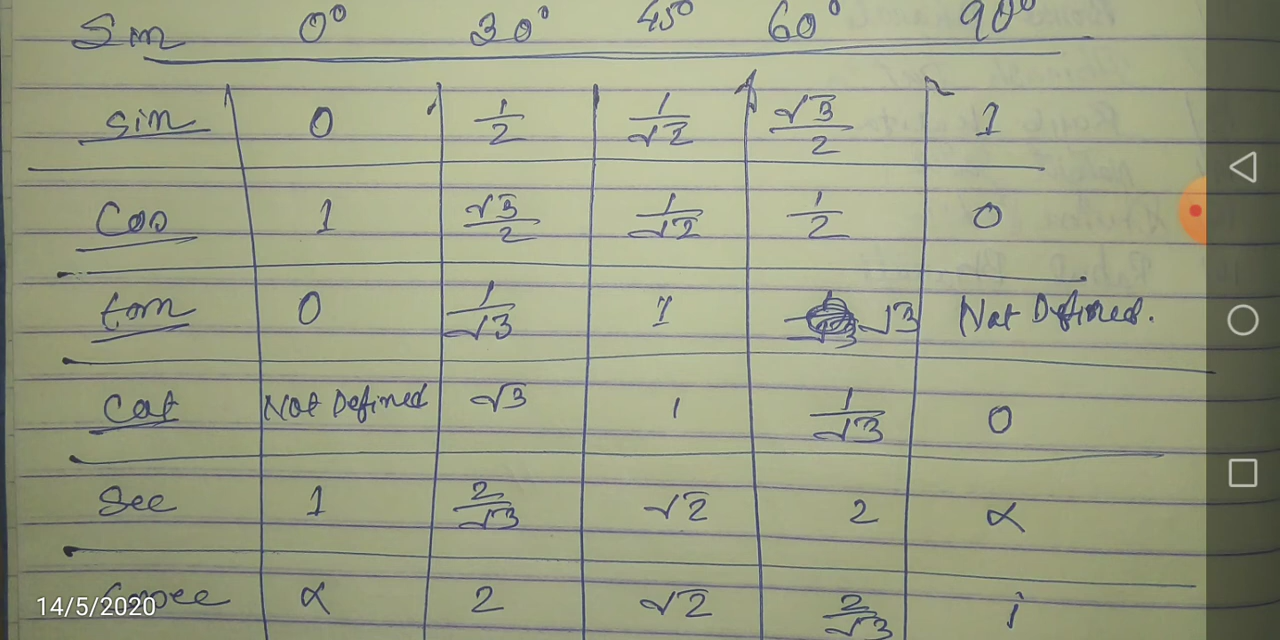 Sin 0° 30° 45° 60° 90°
Sin 0 1/2 1/√2 √3/2 1
Cos 1 √3/2 1/√2 1/2 0
tan 0 1/√3 1 √3 Not Defined.
Cot Not Defined √3 1 1/√3 0
Sec 1 2/√3 √2 2 α
Cosec α 2 √2 2/√3 1
14/5/2020